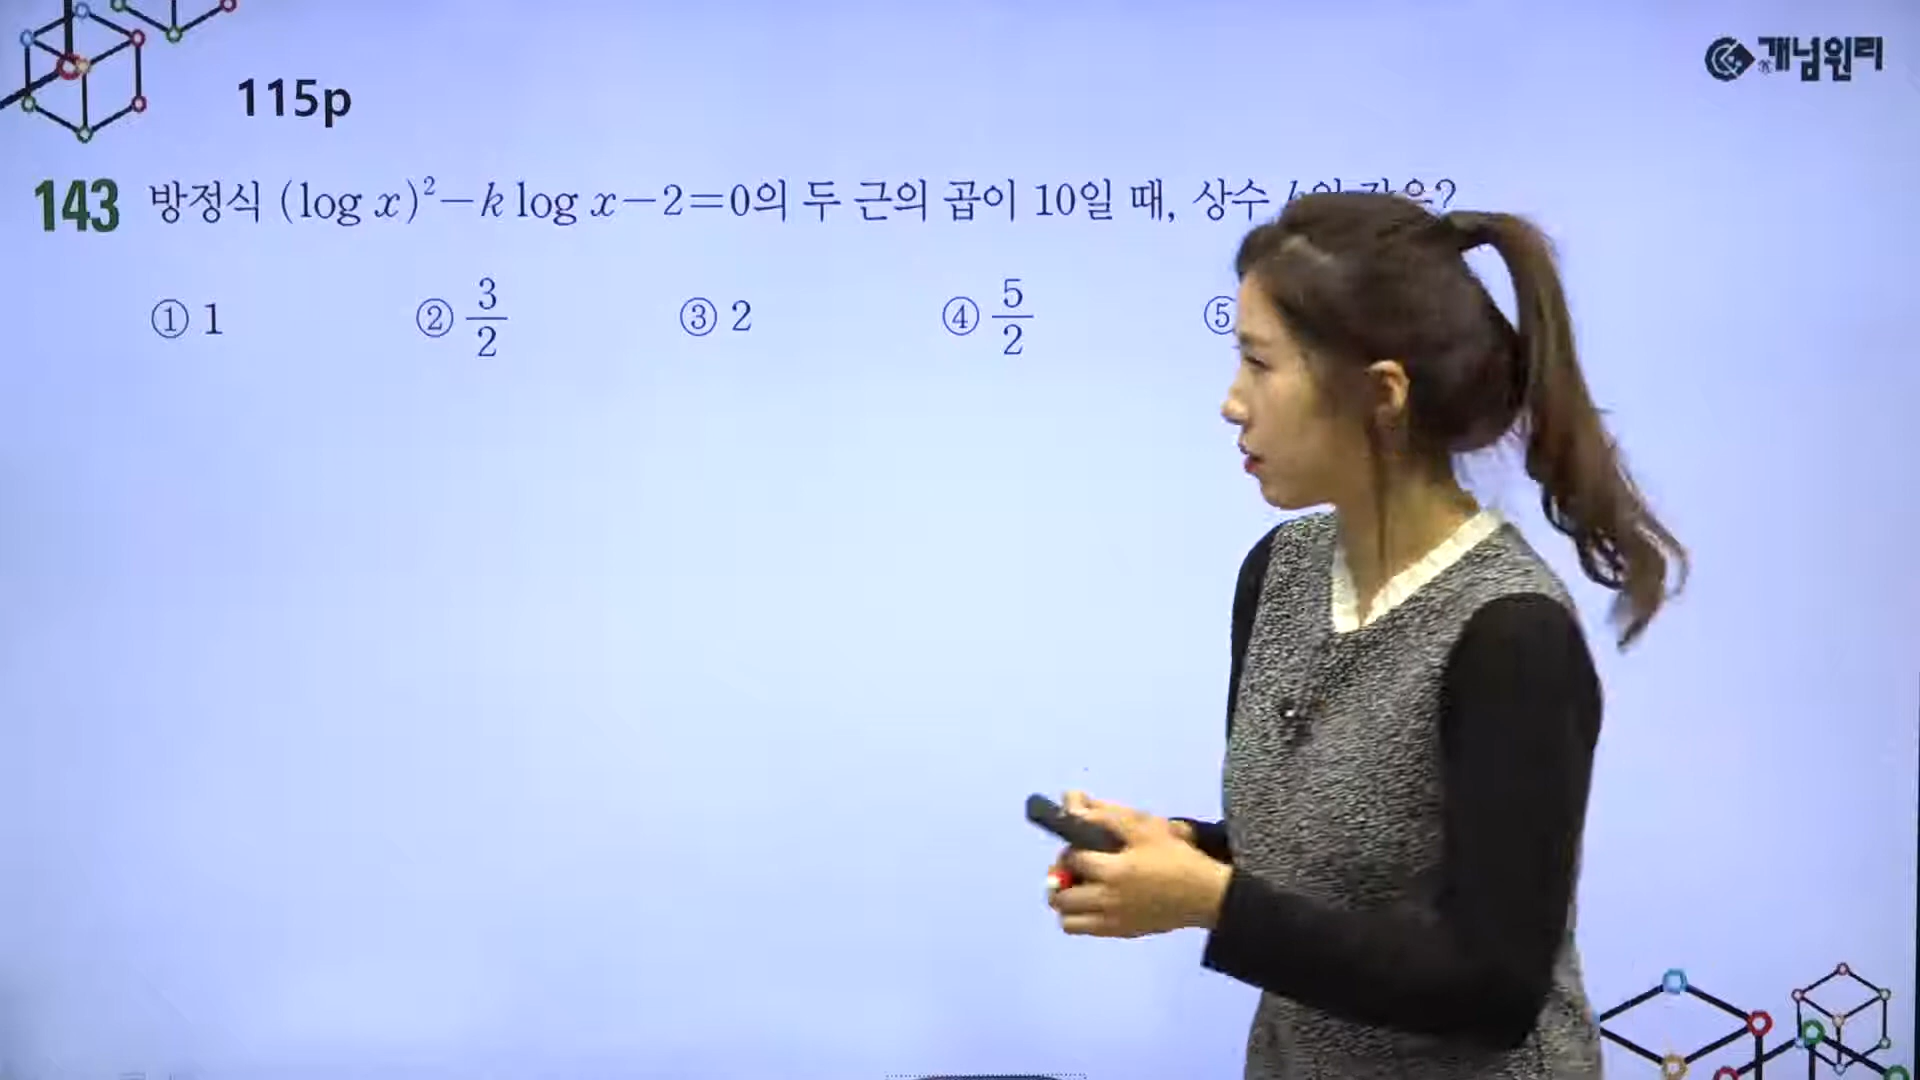 개념원리
115p
143 방정식 (log x)² − k log x − 2 = 0의 두 근의 곱이 10일 때, 상수
① 1 ② 3/2 ③ 2 ④ 5/2 ⑤